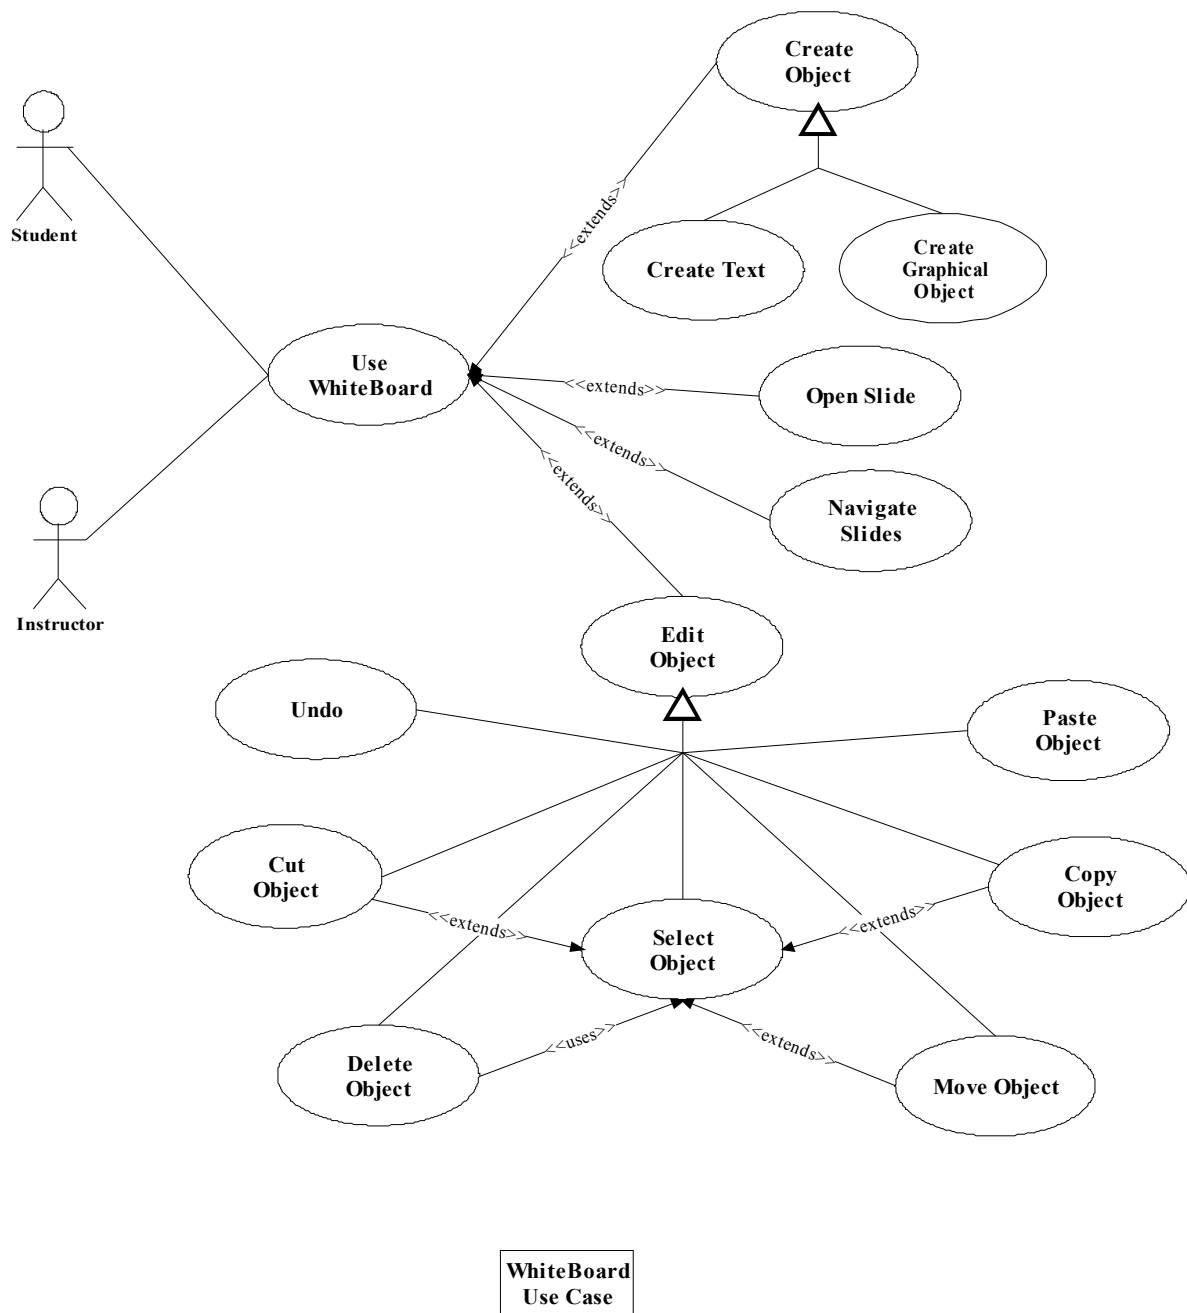 Create
Object
Student
<<extends>>
Create Text
Create
Graphical
Object
Use
WhiteBoard
<<extends>>
Open Slide
<<extends>>
Navigate
Slides
<<extends>>
Instructor
Edit
Object
Undo
Paste
Object
Cut
Object
Copy
Object
<<extends>>
<<extends>>
Select
Object
Delete
Object
<<uses>>
<<extends>>
Move Object
WhiteBoard
Use Case